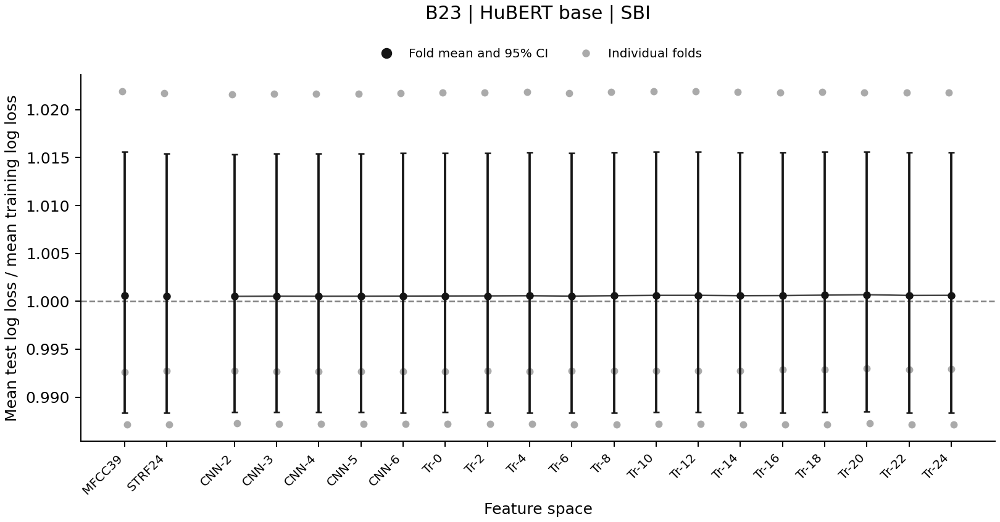 B23 | HuBERT base | SBI
Fold mean and 95% CI
Individual folds
Mean test log loss / mean training log loss
1.020
1.015
1.010
1.005
1.000
0.995
0.990
MFCC39
STRF24
CNN-2
CNN-3
CNN-4
CNN-5
CNN-6
Tr-0
Tr-2
Tr-4
Tr-6
Tr-8
Tr-10
Tr-12
Tr-14
Tr-16
Tr-18
Tr-20
Tr-22
Tr-24
Feature space